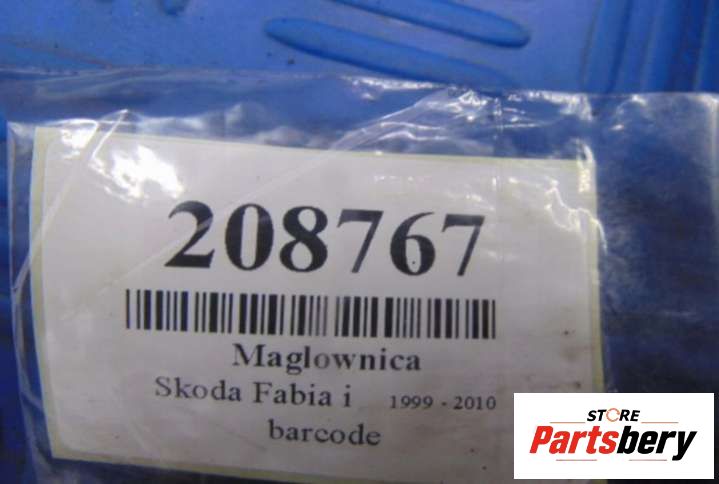 208767
Maglownica
Skoda Fabia i 1999 - 2010
barcode
STORE
Partsbery